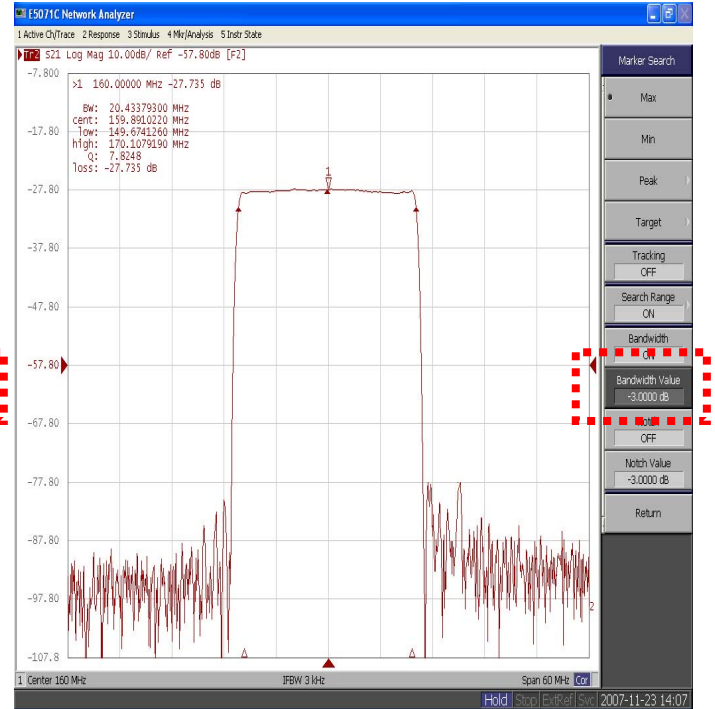 E5071C Network Analyzer
1 Active Ch/Trace 2 Response 3 Stimulus 4 Mkr/Analysis 5 Instr State
Tr2 S21 Log Mag 10.00dB/ Ref -57.80dB [F2]
-7.800
>1 160.00000 MHz -27.735 dB
BW: 20.43379300 MHz
cent: 159.8910220 MHz
low: 149.6741260 MHz
high: 170.1079190 MHz
Q: 7.8248
loss: -27.735 dB
-17.80
-27.80
-37.80
-47.80
-57.80
-67.80
-77.80
-87.80
-97.80
-107.8
1
2
Marker Search
Max
Min
Peak
Target
Tracking
OFF
Search Range
ON
Bandwidth
ON
Bandwidth Value
-3.0000 dB
OFF
Notch Value
-3.0000 dB
Return
1 Center 160 MHz
IFBW 3 kHz
Span 60 MHz Cor
Hold Stop ExtRef Svc 2007-11-23 14:07